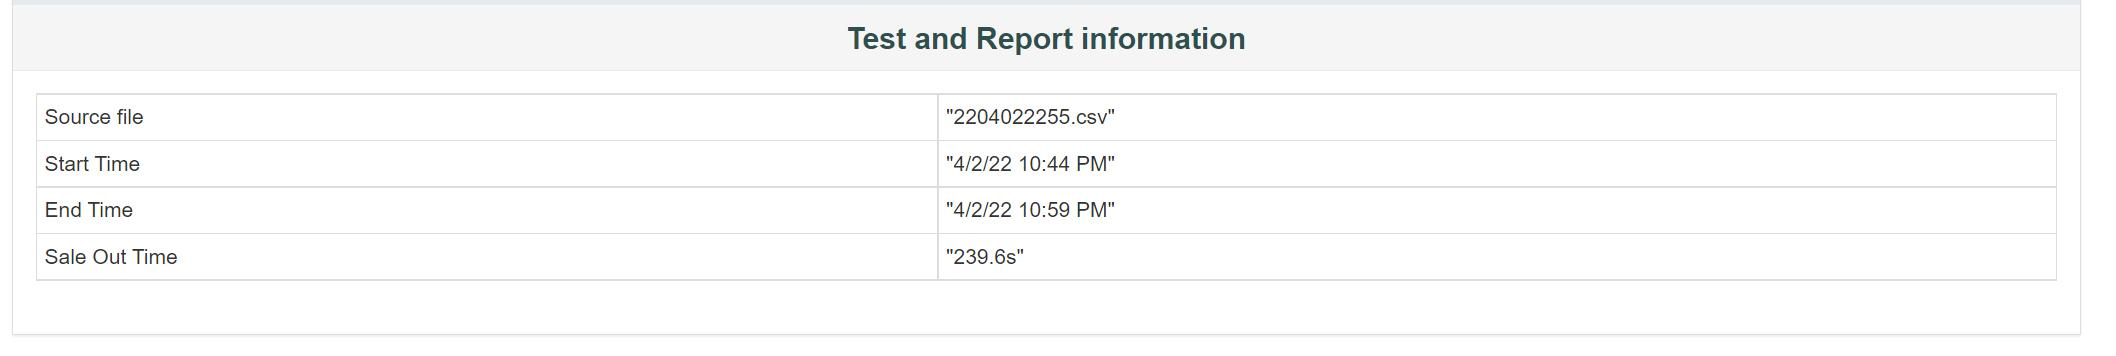 Test and Report information
Source file "2204022255.csv"
Start Time "4/2/22 10:44 PM"
End Time "4/2/22 10:59 PM"
Sale Out Time "239.6s"